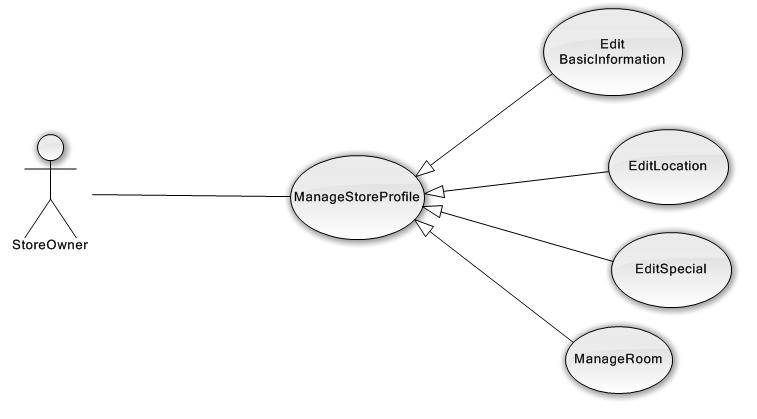 Edit
BasicInformation
EditLocation
ManageStoreProfile
StoreOwner
EditSpecial
ManageRoom